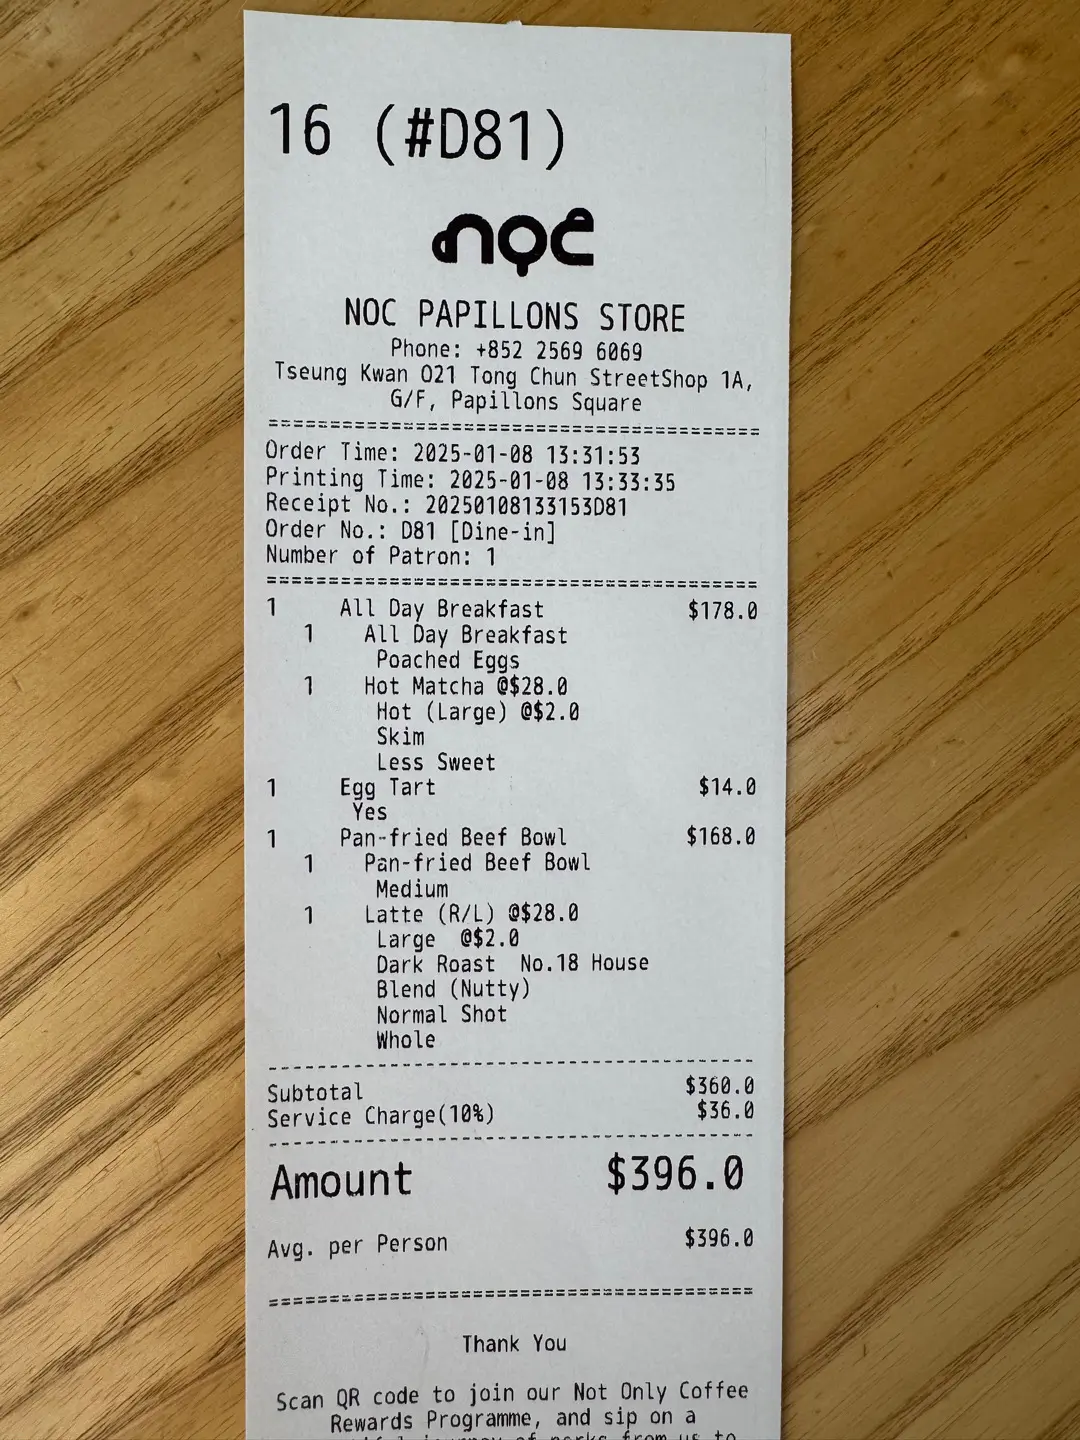 16 (#D81)
noc
NOC PAPILLONS STORE
Phone: +852 2569 6069
Tseung Kwan O21 Tong Chun StreetShop 1A,
G/F, Papillons Square
========================================
Order Time: 2025-01-08 13:31:53
Printing Time: 2025-01-08 13:33:35
Receipt No.: 20250108133153D81
Order No.: D81 [Dine-in]
Number of Patron: 1
========================================
1 All Day Breakfast $178.0
1 All Day Breakfast
Poached Eggs
1 Hot Matcha @$28.0
Hot (Large) @$2.0
Skim
Less Sweet
1 Egg Tart $14.0
Yes
1 Pan-fried Beef Bowl $168.0
1 Pan-fried Beef Bowl
Medium
1 Latte (R/L) @$28.0
Large @$2.0
Dark Roast No.18 House
Blend (Nutty)
Normal Shot
Whole
----------------------------------------
Subtotal $360.0
Service Charge(10%) $36.0
----------------------------------------
Amount $396.0
Avg. per Person $396.0
========================================
Thank You
Scan QR code to join our Not Only Coffee
Rewards Programme, and sip on a
journey of perks from us to